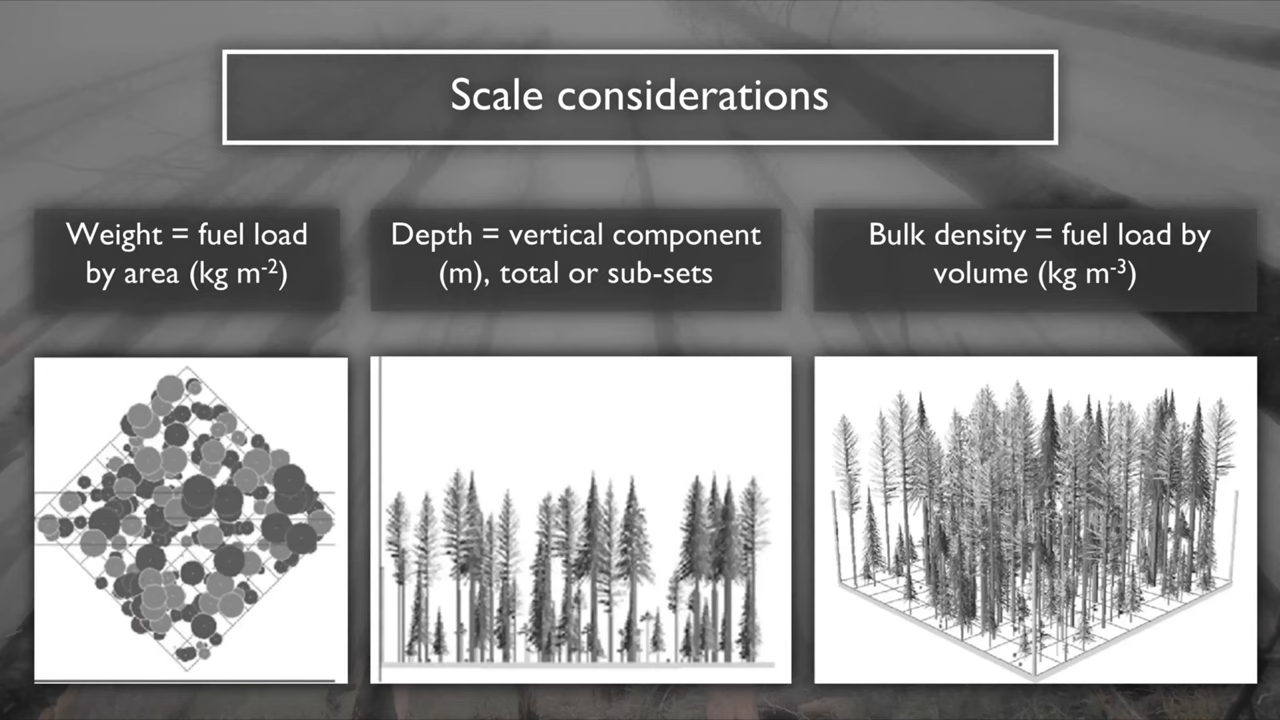 Scale considerations
Weight = fuel load
by area (kg m⁻²)
Depth = vertical component
(m), total or sub-sets
Bulk density = fuel load by
volume (kg m⁻³)